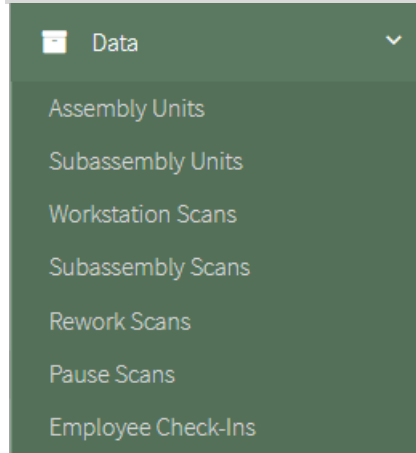 Data
Assembly Units
Subassembly Units
Workstation Scans
Subassembly Scans
Rework Scans
Pause Scans
Employee Check-Ins